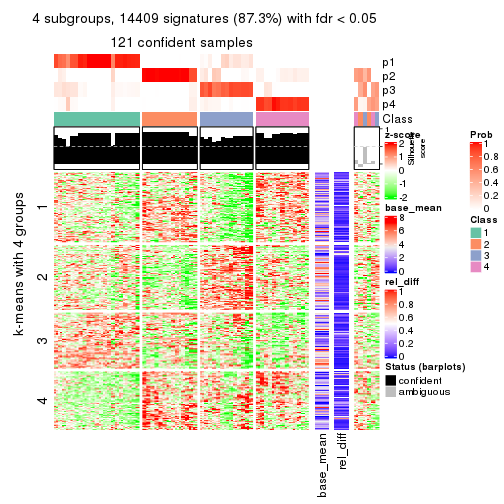 4 subgroups, 14409 signatures (87.3%) with fdr < 0.05
121 confident samples
p1
p2
p3
p4
Class
1
Silhouette
score
z-score
2
1
0
-1
-2
base_mean
8
6
4
2
0
rel_diff
1
0.8
0.6
0.4
0.2
0
Status (barplots)
confident
ambiguous
Prob
1
0.8
0.6
0.4
0.2
0
Class
1
2
3
4
k-means with 4 groups
1
2
3
4
base_mean
rel_diff